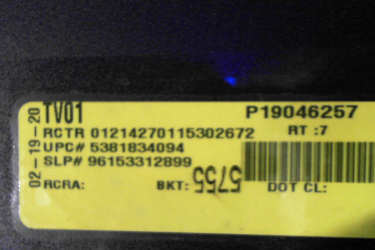 TV01 P19046257
RCTR 01214270115302672 RT :7
UPC# 5381834094
SLP# 96153312899
RCRA: BKT: 5755 DOT CL:
02-19-20